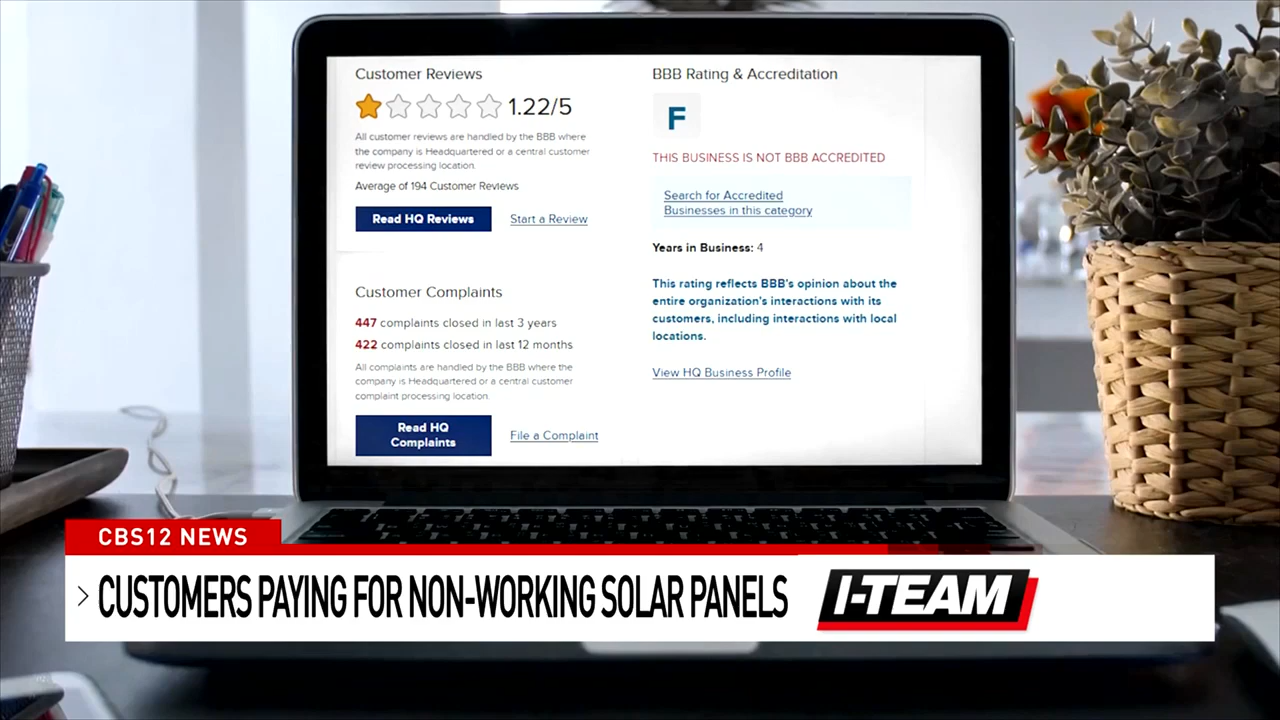 Customer Reviews
1.22/5
All customer reviews are handled by the BBB where
the company is Headquartered or a central customer
review processing location.
Average of 194 Customer Reviews
Read HQ Reviews
Start a Review
Customer Complaints
447 complaints closed in last 3 years
422 complaints closed in last 12 months
All complaints are handled by the BBB where the
company is Headquartered or a central customer
complaint processing location.
Read HQ
Complaints
File a Complaint
BBB Rating & Accreditation
F
THIS BUSINESS IS NOT BBB ACCREDITED
Search for Accredited
Businesses in this category
Years in Business: 4
This rating reflects BBB's opinion about the
entire organization's interactions with its
customers, including interactions with local
locations.
View HQ Business Profile
CBS12 NEWS
> CUSTOMERS PAYING FOR NON-WORKING SOLAR PANELS
I-TEAM